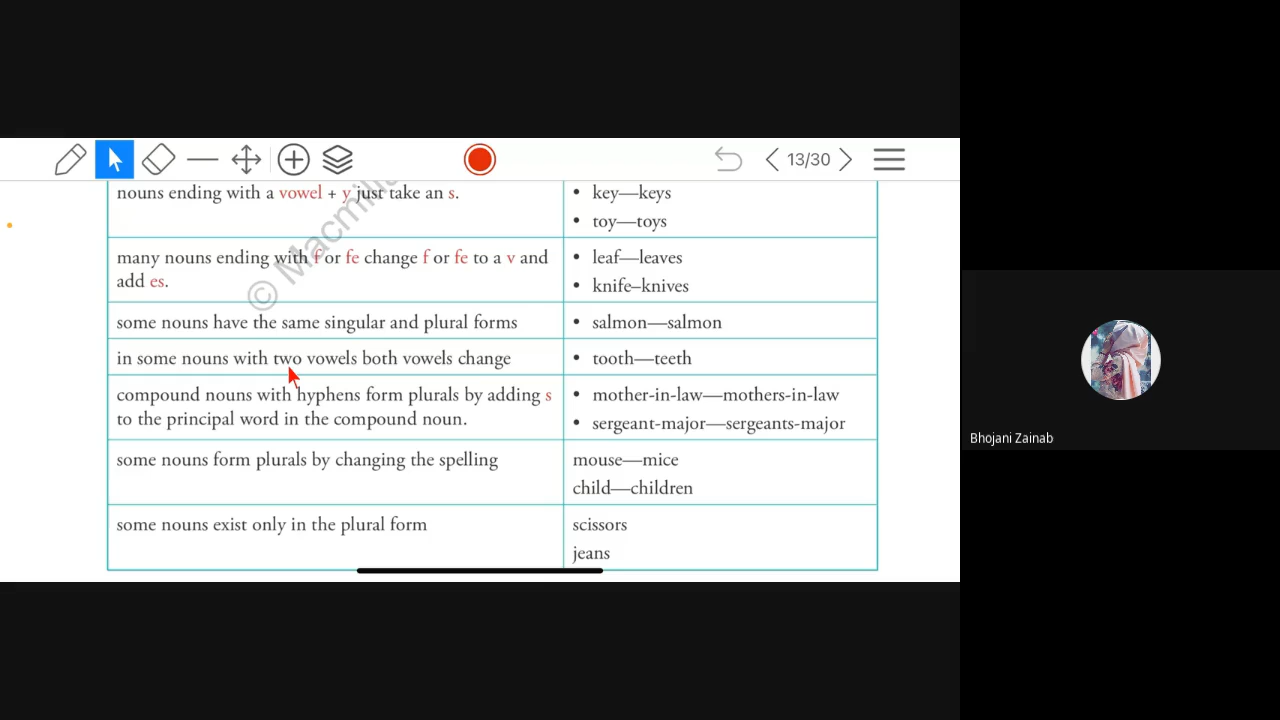 13/30
nouns ending with a vowel + y just take an s.
• key—keys
• toy—toys
many nouns ending with f or fe change f or fe to a v and
add es.
• leaf—leaves
• knife–knives
some nouns have the same singular and plural forms
• salmon—salmon
in some nouns with two vowels both vowels change
• tooth—teeth
compound nouns with hyphens form plurals by adding s
to the principal word in the compound noun.
• mother-in-law—mothers-in-law
• sergeant-major—sergeants-major
some nouns form plurals by changing the spelling
mouse—mice
child—children
some nouns exist only in the plural form
scissors
jeans
Bhojani Zainab